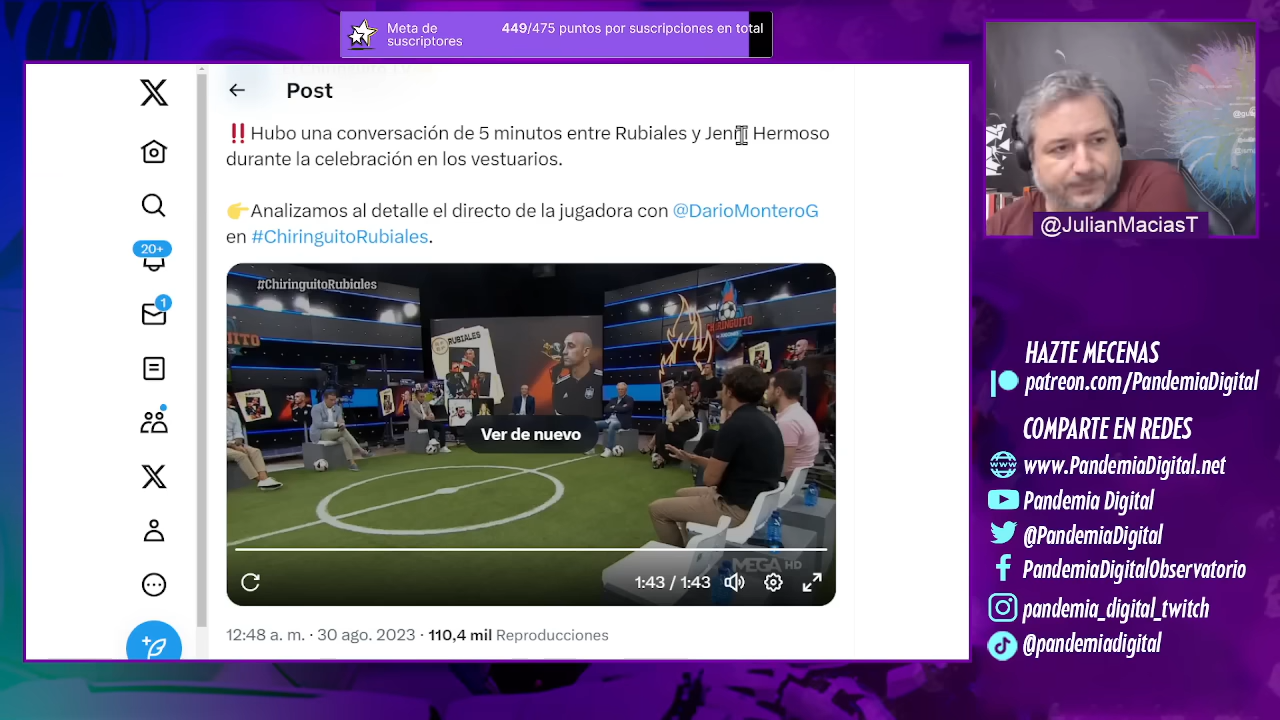 Meta de
suscriptores
449/475 puntos por suscripciones en total
Post
‼️Hubo una conversación de 5 minutos entre Rubiales y Jenni Hermoso
durante la celebración en los vestuarios.
👉Analizamos al detalle el directo de la jugadora con @DarioMonteroG
en #ChiringuitoRubiales.
20+
1
#ChiringuitoRubiales
RUBIALES
CHIRINGUITO
Ver de nuevo
MEGA HD
1:43 / 1:43
12:48 a. m. · 30 ago. 2023 · 110,4 mil Reproducciones
@JulianMaciasT
HAZTE MECENAS
patreon.com/PandemiaDigital
COMPARTE EN REDES
www.PandemiaDigital.net
Pandemia Digital
@PandemiaDigital
PandemiaDigitalObservatorio
pandemia_digital_twitch
@pandemiadigital